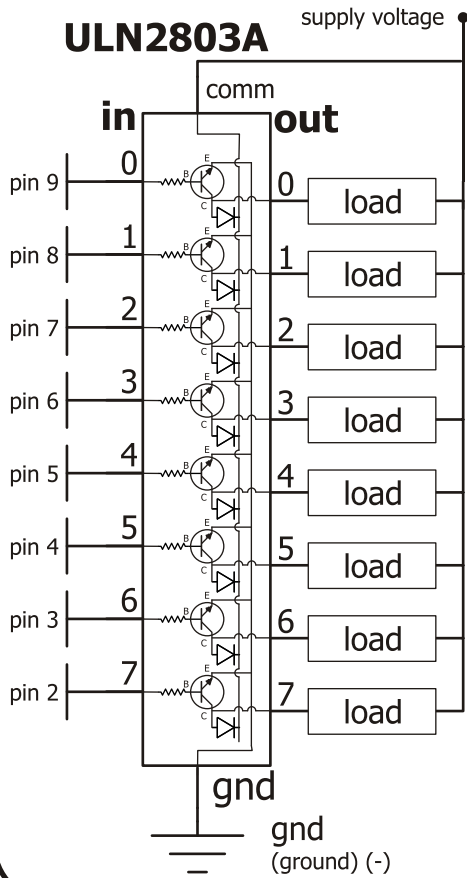 supply voltage
ULN2803A
comm
in
out
pin 9
0
B
E
C
0
load
pin 8
1
B
E
C
1
load
pin 7
2
B
E
C
2
load
pin 6
3
B
E
C
3
load
pin 5
4
B
E
C
4
load
pin 4
5
B
E
C
5
load
pin 3
6
B
E
C
6
load
pin 2
7
B
E
C
7
load
gnd
gnd
(ground) (-)